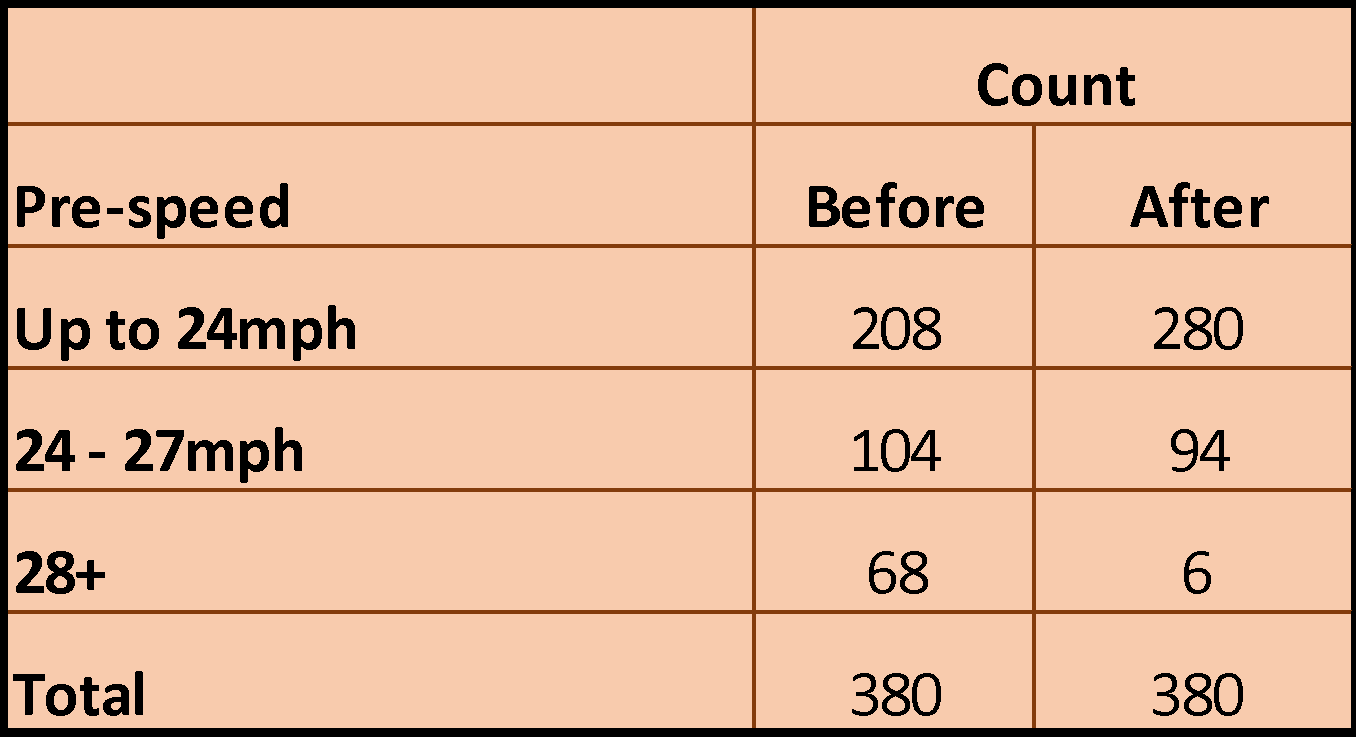 Count
Pre-speed Before After
Up to 24mph 208 280
24 - 27mph 104 94
28+ 68 6
Total 380 380